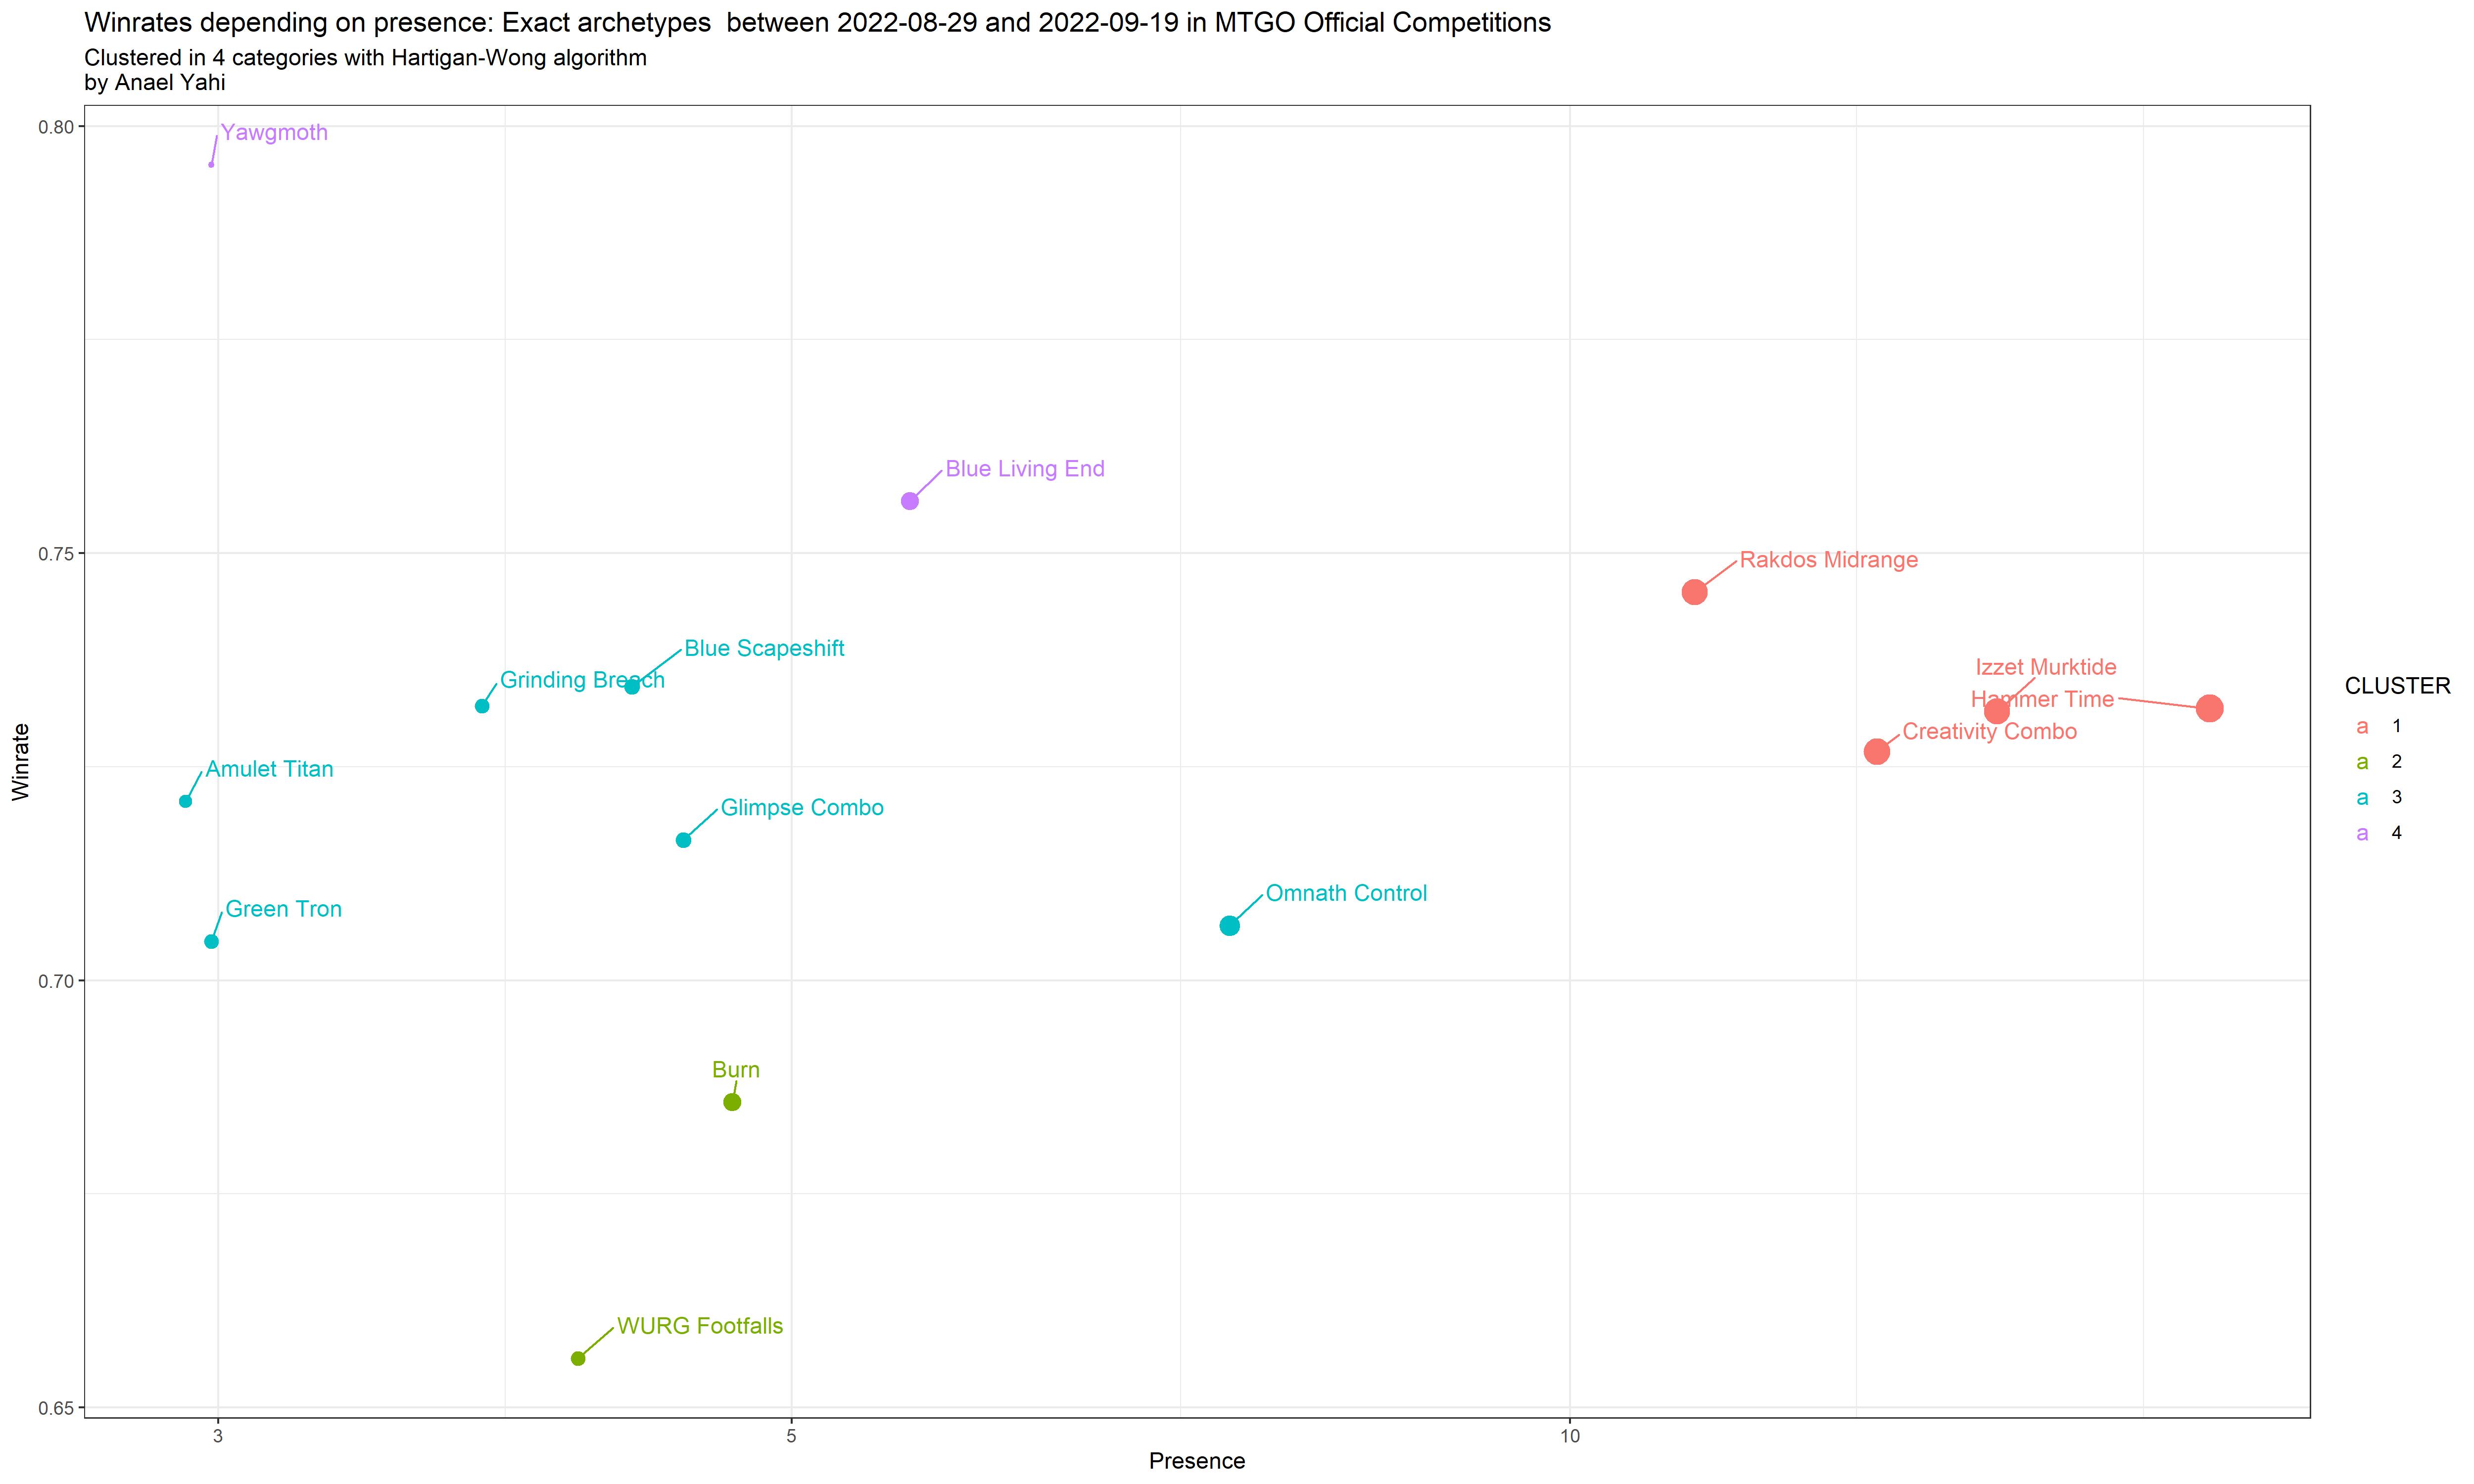 Winrates depending on presence: Exact archetypes  between 2022-08-29 and 2022-09-19 in MTGO Official Competitions
Clustered in 4 categories with Hartigan-Wong algorithm
by Anael Yahi
0.80
Yawgmoth
Blue Living End
0.75
Rakdos Midrange
Blue Scapeshift
Izzet Murktide
Grinding Breach
Hammer Time
Creativity Combo
Amulet Titan
Glimpse Combo
Omnath Control
Green Tron
0.70
Burn
WURG Footfalls
0.65
Winrate
3
5
10
Presence
CLUSTER
a 1
a 2
a 3
a 4